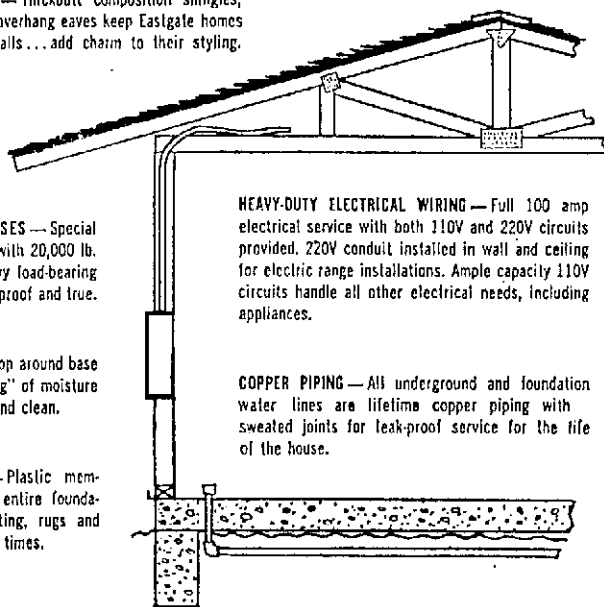 — Thickbutt composition shingles,
overhang eaves keep Eastgate homes
alls... add charm to their styling.
SES — Special
with 20,000 lb.
vy load-bearing
proof and true.
op around base
ng" of moisture
nd clean.
-Plastic mem-
entire founda-
ting, rugs and
times.
HEAVY-DUTY ELECTRICAL WIRING — Full 100 amp
electrical service with both 110V and 220V circuits
provided. 220V conduit installed in wall and ceiling
for electric range installations. Ample capacity 110V
circuits handle all other electrical needs, including
appliances.
COPPER PIPING — All underground and foundation
water lines are lifetime copper piping with
sweated joints for leak-proof service for the life
of the house.